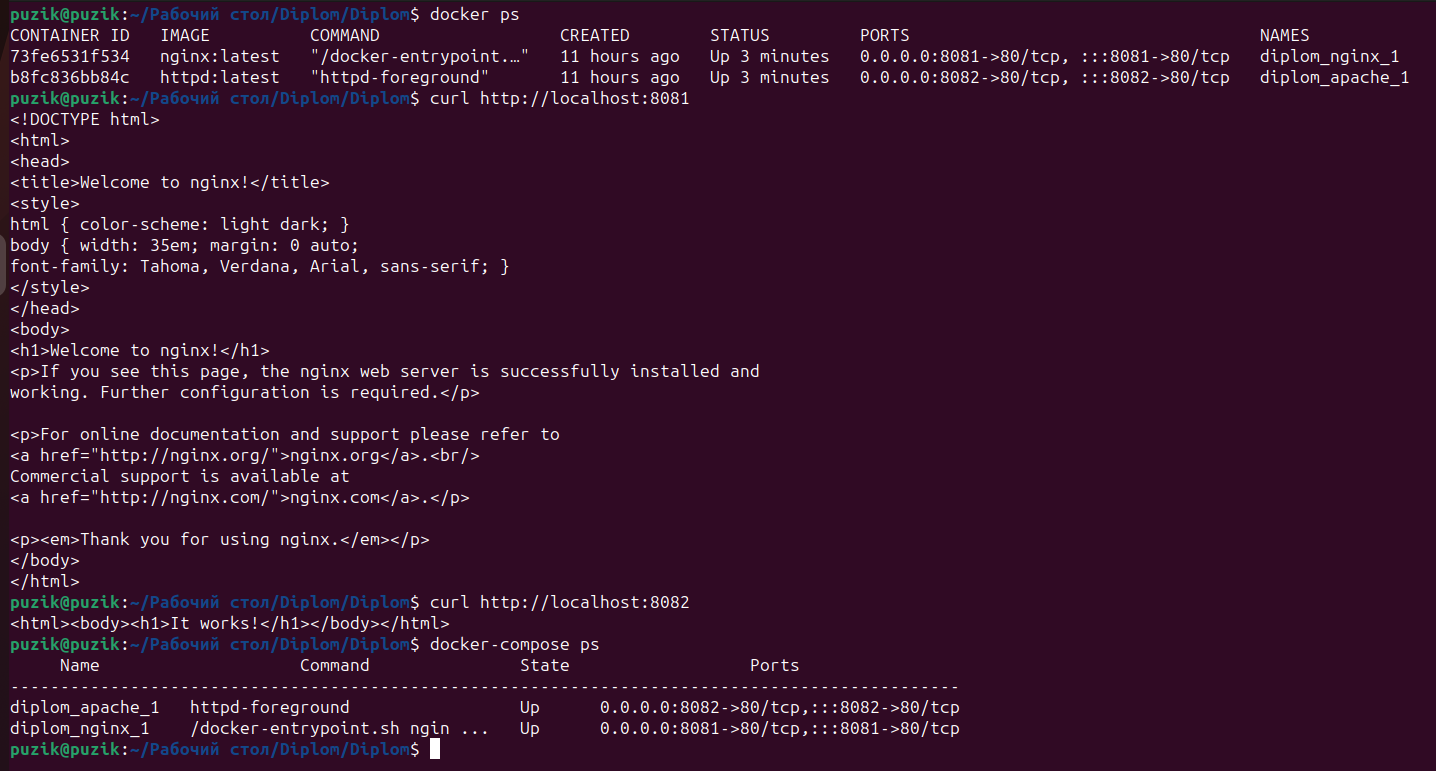 puzik@puzik:~/Рабочий стол/Diplom/Diplom$ docker ps
CONTAINER ID   IMAGE          COMMAND                  CREATED        STATUS         PORTS                                   NAMES
73fe6531f534   nginx:latest   "/docker-entrypoint.…"   11 hours ago   Up 3 minutes   0.0.0.0:8081->80/tcp, :::8081->80/tcp   diplom_nginx_1
b8fc836bb84c   httpd:latest   "httpd-foreground"       11 hours ago   Up 3 minutes   0.0.0.0:8082->80/tcp, :::8082->80/tcp   diplom_apache_1
puzik@puzik:~/Рабочий стол/Diplom/Diplom$ curl http://localhost:8081
<!DOCTYPE html>
<html>
<head>
<title>Welcome to nginx!</title>
<style>
html { color-scheme: light dark; }
body { width: 35em; margin: 0 auto;
font-family: Tahoma, Verdana, Arial, sans-serif; }
</style>
</head>
<body>
<h1>Welcome to nginx!</h1>
<p>If you see this page, the nginx web server is successfully installed and
working. Further configuration is required.</p>

<p>For online documentation and support please refer to
<a href="http://nginx.org/">nginx.org</a>.<br/>
Commercial support is available at
<a href="http://nginx.com/">nginx.com</a>.</p>

<p><em>Thank you for using nginx.</em></p>
</body>
</html>
puzik@puzik:~/Рабочий стол/Diplom/Diplom$ curl http://localhost:8082
<html><body><h1>It works!</h1></body></html>
puzik@puzik:~/Рабочий стол/Diplom/Diplom$ docker-compose ps
     Name                    Command               State                  Ports
-----------------------------------------------------------------------------------------------
diplom_apache_1   httpd-foreground                 Up      0.0.0.0:8082->80/tcp,:::8082->80/tcp
diplom_nginx_1    /docker-entrypoint.sh ngin ...   Up      0.0.0.0:8081->80/tcp,:::8081->80/tcp
puzik@puzik:~/Рабочий стол/Diplom/Diplom$